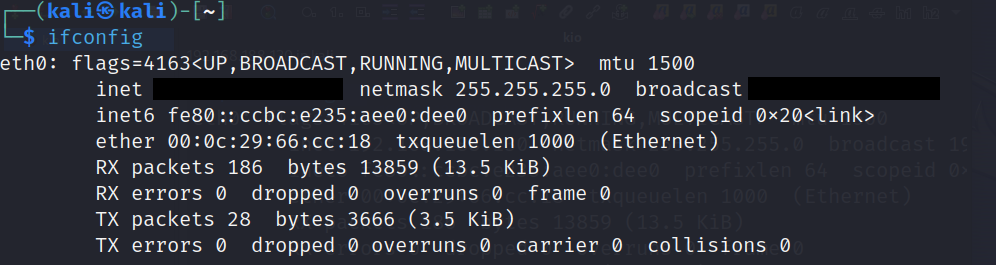 ┌──(kali㉿kali)-[~]
└─$ ifconfig
eth0: flags=4163<UP,BROADCAST,RUNNING,MULTICAST>  mtu 1500
        inet                 netmask 255.255.255.0  broadcast
        inet6 fe80::ccbc:e235:aee0:dee0  prefixlen 64  scopeid 0×20<link>
        ether 00:0c:29:66:cc:18  txqueuelen 1000  (Ethernet)
        RX packets 186  bytes 13859 (13.5 KiB)
        RX errors 0  dropped 0  overruns 0  frame 0
        TX packets 28  bytes 3666 (3.5 KiB)
        TX errors 0  dropped 0 overruns 0  carrier 0  collisions 0